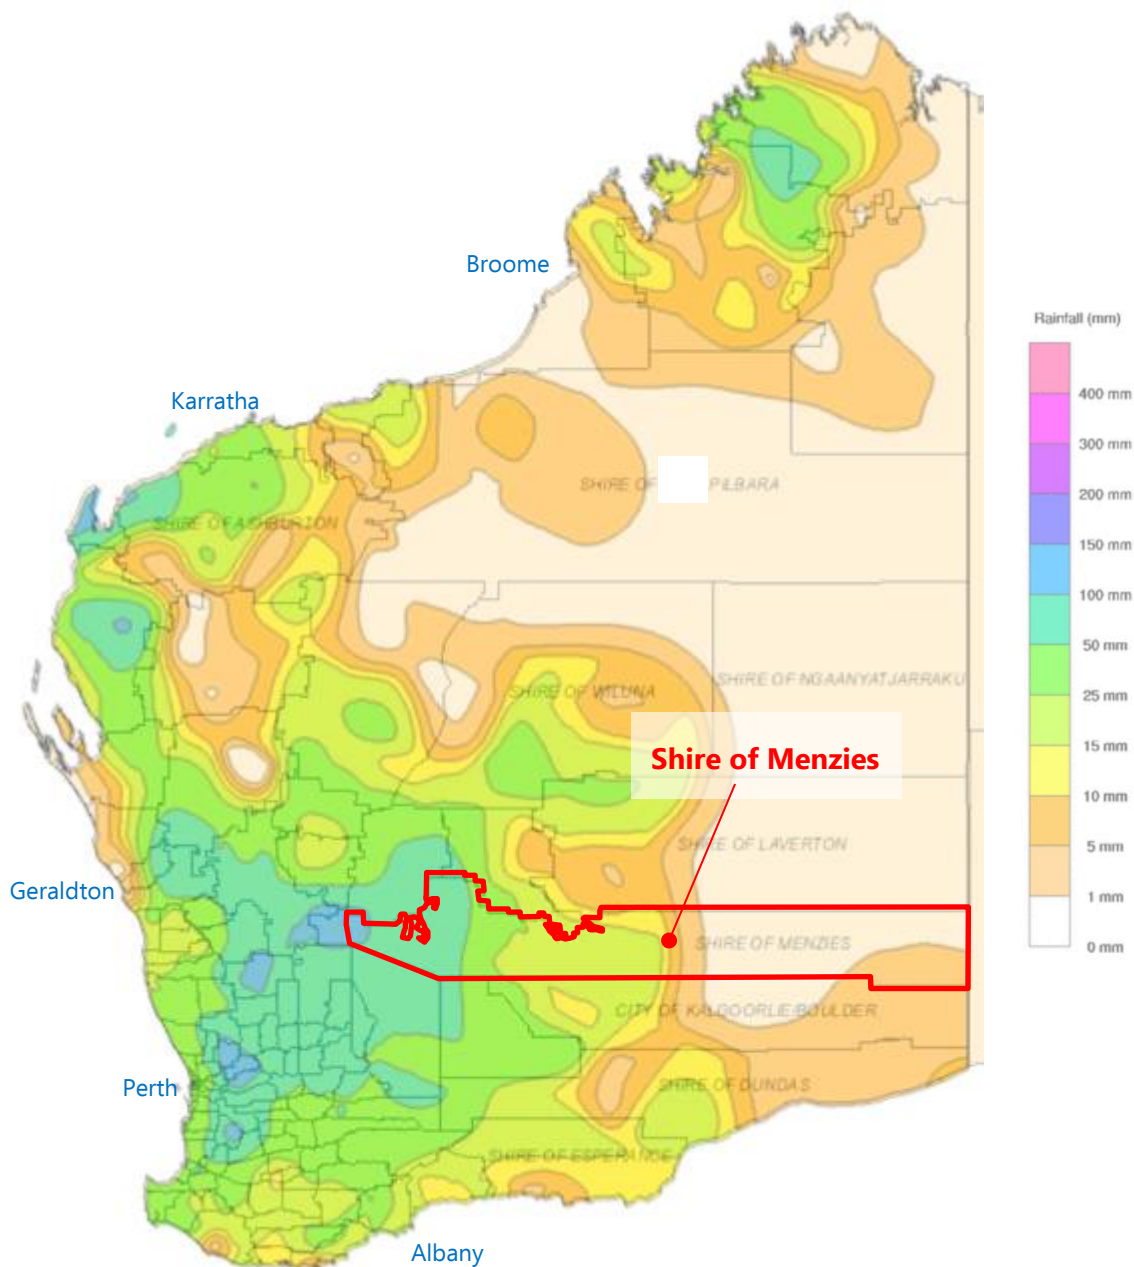 Broome
Karratha
SHIRE OF PILBARA
SHIRE OF ASHBURTON
SHIRE OF WILUNA
SHIRE OF NGAANYATJARRAKU
Shire of Menzies
SHIRE OF LAVERTON
Geraldton
SHIRE OF MENZIES
CITY OF KALGOORLIE/BOULDER
Perth
SHIRE OF DUNDAS
SHIRE OF ESPERANCE
Albany
Rainfall (mm)
400 mm
300 mm
200 mm
150 mm
100 mm
50 mm
25 mm
15 mm
10 mm
5 mm
1 mm
0 mm